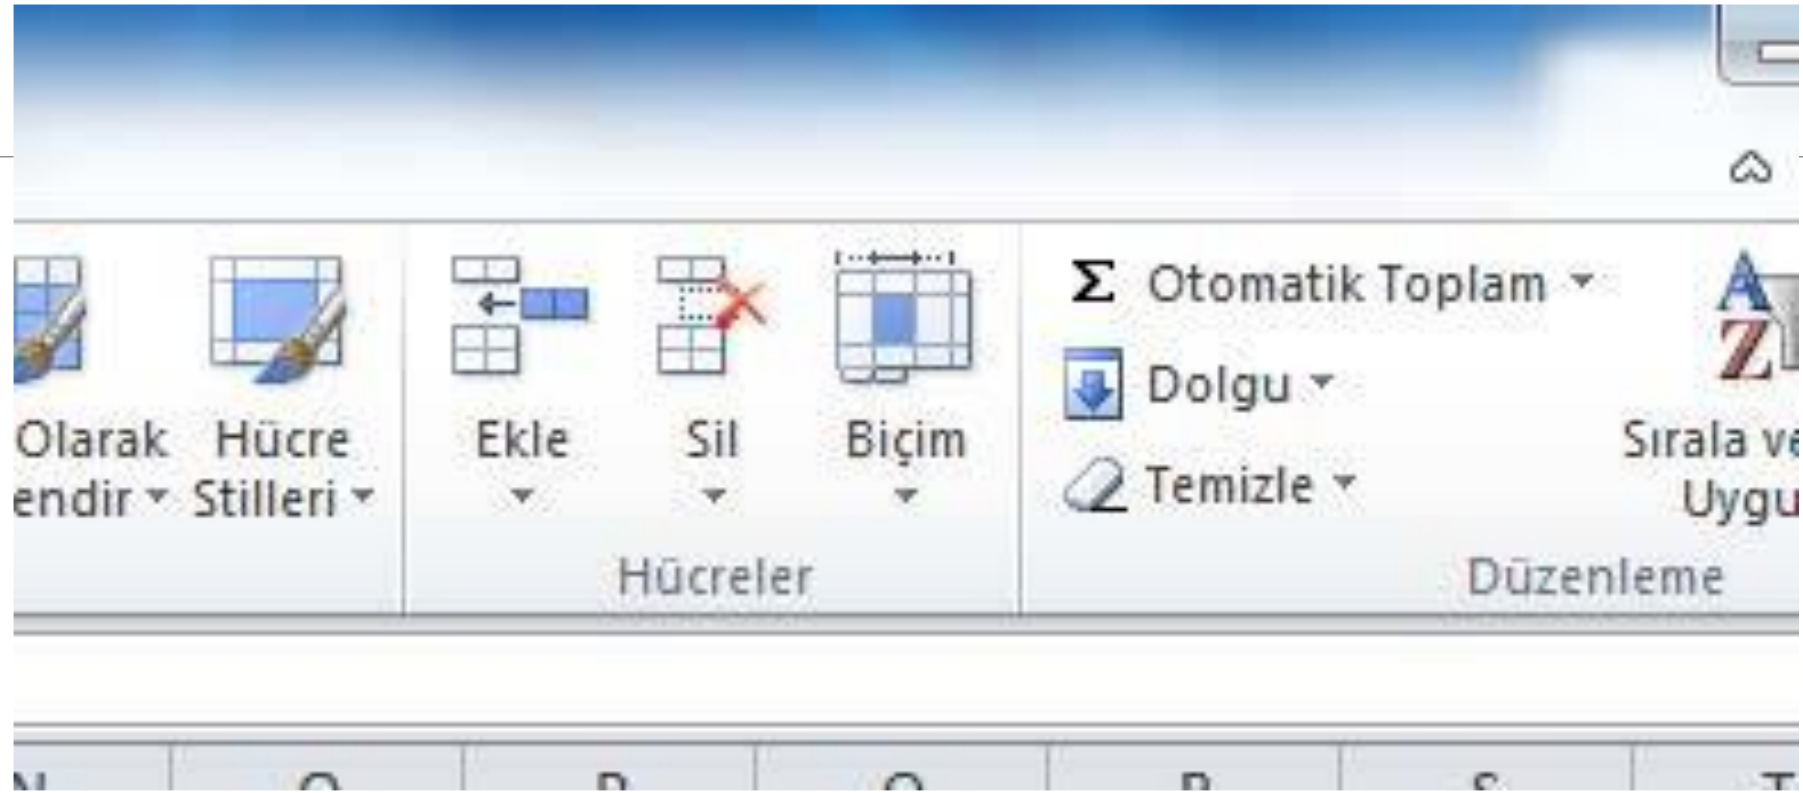 Olarak
endir
Hücre
Stilleri
Ekle
Sil
Biçim
Hücreler
Σ Otomatik Toplam
Dolgu
Temizle
A
Z
Sırala ve
Uygu
Düzenleme
N O P Q R S T